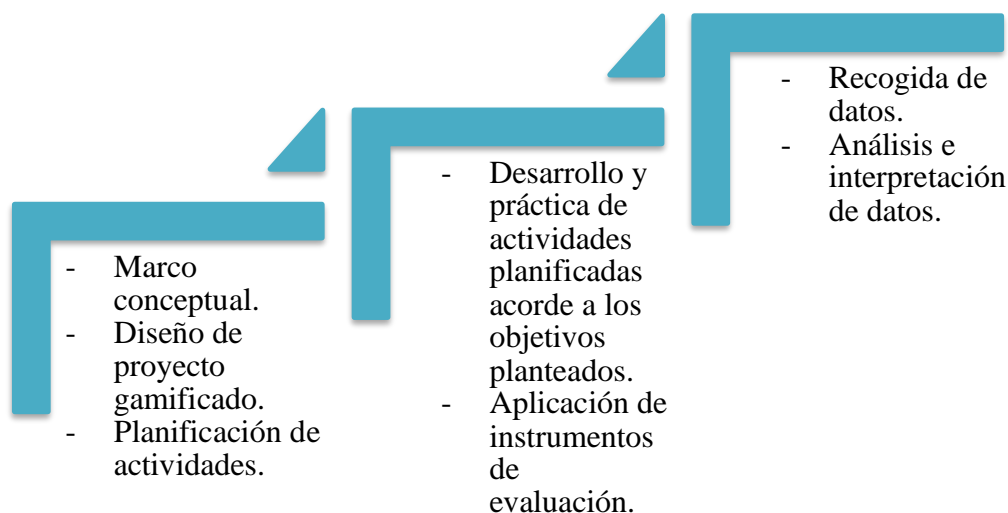 - Marco
conceptual.
- Diseño de
proyecto
gamificado.
- Planificación de
actividades.
- Desarrollo y
práctica de
actividades
planificadas
acorde a los
objetivos
planteados.
- Aplicación de
instrumentos
de
evaluación.
- Recogida de
datos.
- Análisis e
interpretación
de datos.